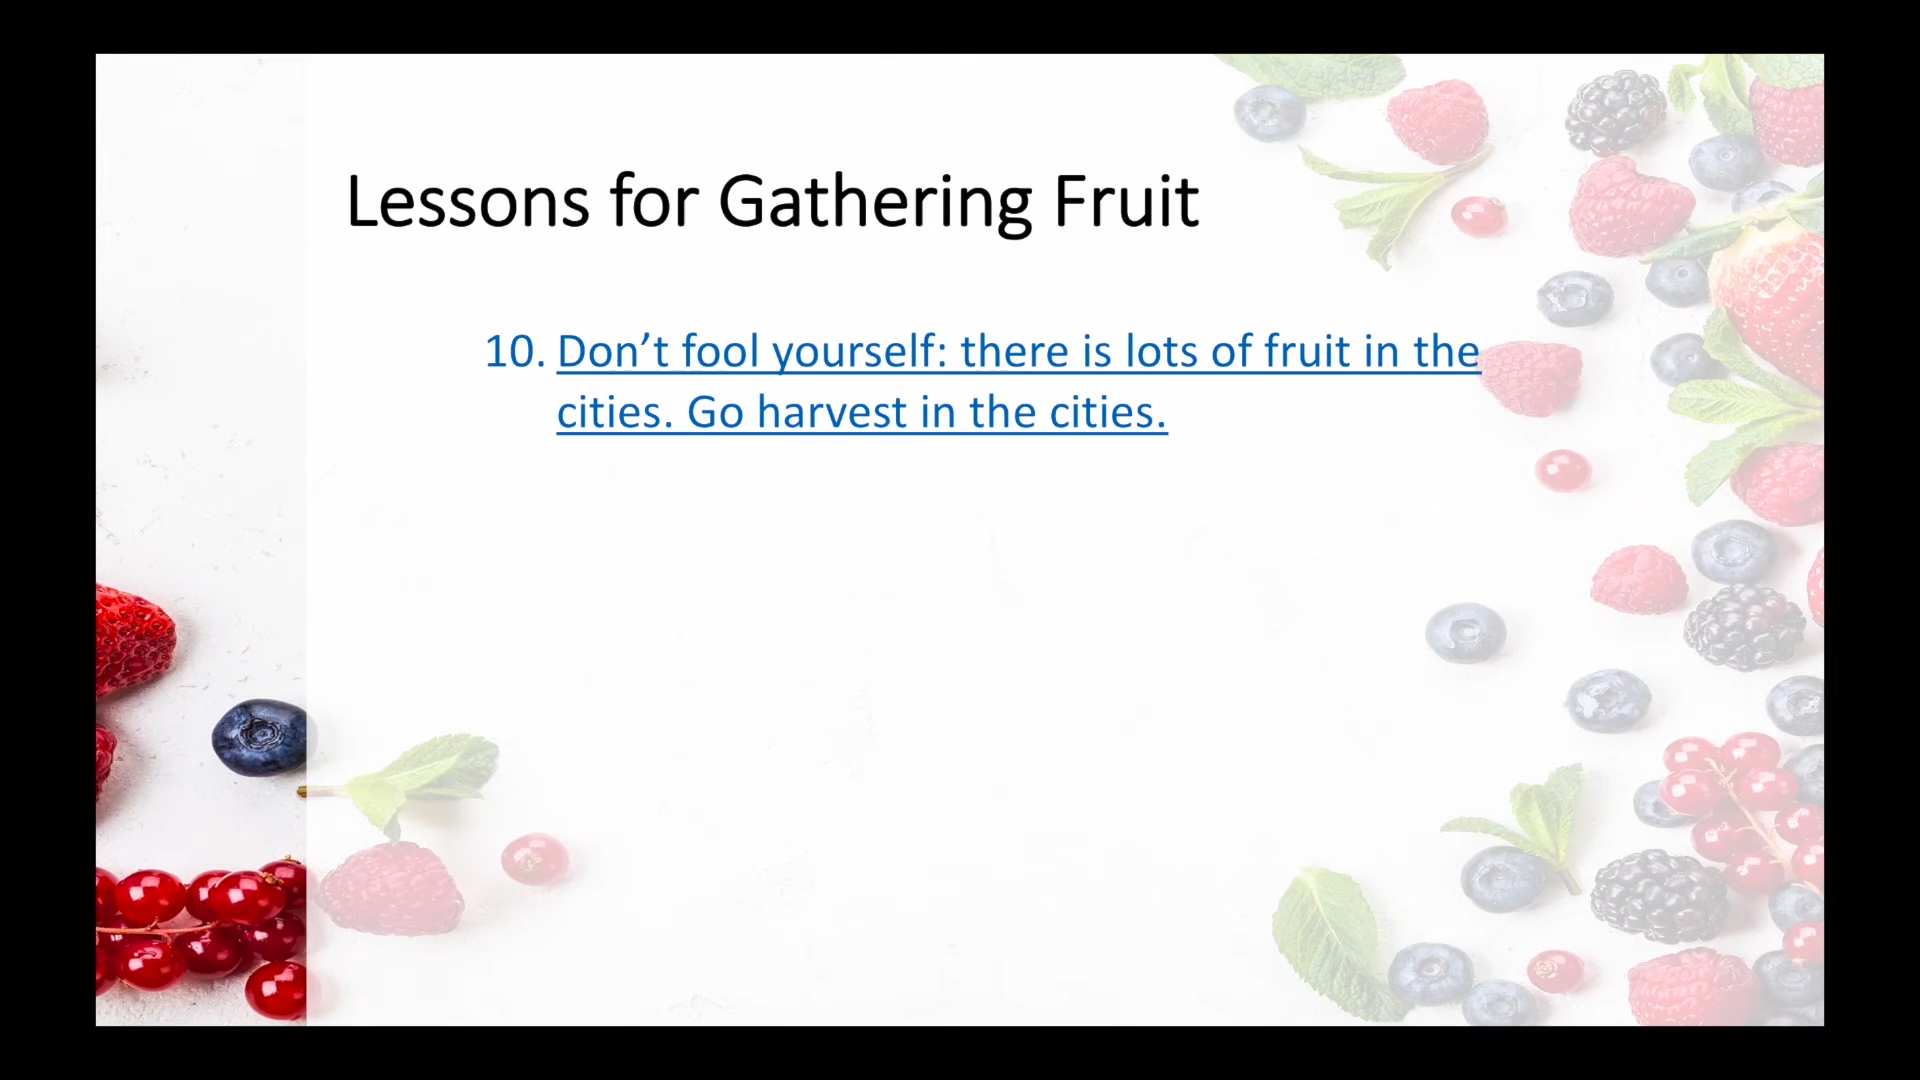 Lessons for Gathering Fruit
10. Don’t fool yourself: there is lots of fruit in the
cities. Go harvest in the cities.